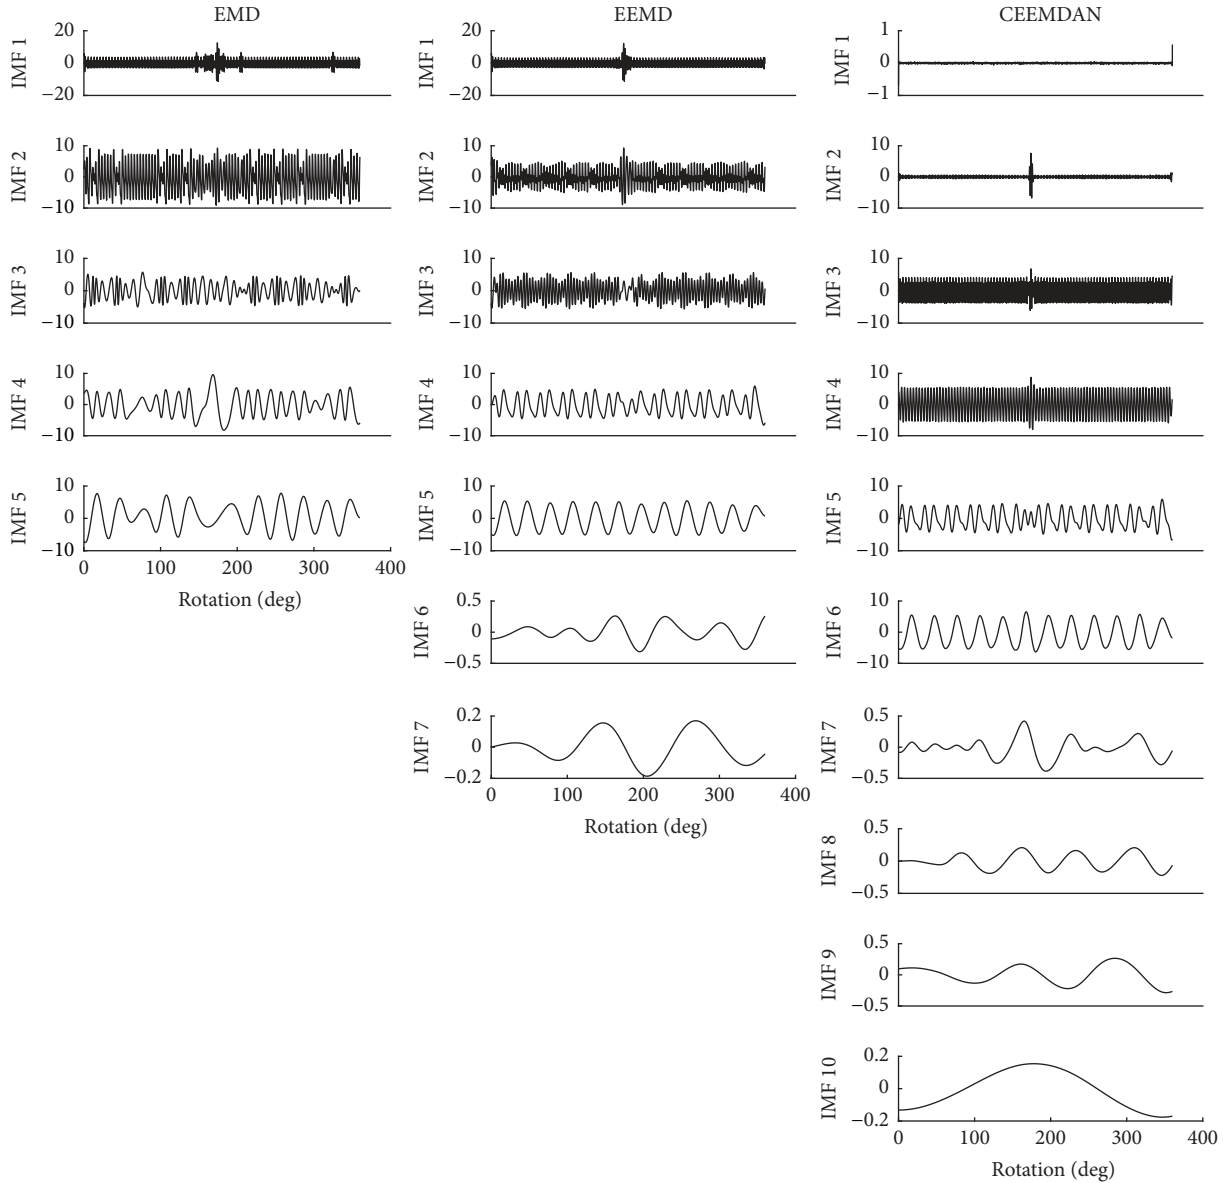 EMD
20
0
−20
IMF 1
10
0
−10
IMF 2
10
0
−10
IMF 3
10
0
−10
IMF 4
10
0
−10
IMF 5
0 100 200 300 400
Rotation (deg)
EEMD
20
0
−20
IMF 1
10
0
−10
IMF 2
10
0
−10
IMF 3
10
0
−10
IMF 4
10
0
−10
IMF 5
0.5
0
−0.5
IMF 6
0.2
0
−0.2
IMF 7
0 100 200 300 400
Rotation (deg)
CEEMDAN
1
0
−1
IMF 1
10
0
−10
IMF 2
10
0
−10
IMF 3
10
0
−10
IMF 4
10
0
−10
IMF 5
10
0
−10
IMF 6
0.5
0
−0.5
IMF 7
0.5
0
−0.5
IMF 8
0.5
0
−0.5
IMF 9
0.2
0
−0.2
IMF 10
0 100 200 300 400
Rotation (deg)